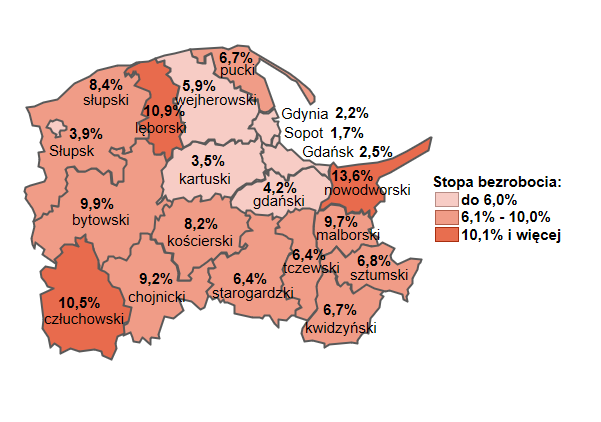 6,7%
pucki
8,4%
słupski
5,9%
wejherowski
10,9%
lęborski
Gdynia 2,2%
Sopot 1,7%
Gdańsk 2,5%
3,9%
Słupsk
3,5%
kartuski
4,2%
gdański
13,6%
nowodworski
Stopa bezrobocia:
do 6,0%
6,1% - 10,0%
10,1% i więcej
9,9%
bytowski
8,2%
kościerski
9,7%
malborski
6,4%
tczewski
6,8%
sztumski
9,2%
chojnicki
6,4%
starogardzki
10,5%
człuchowski
6,7%
kwidzyński